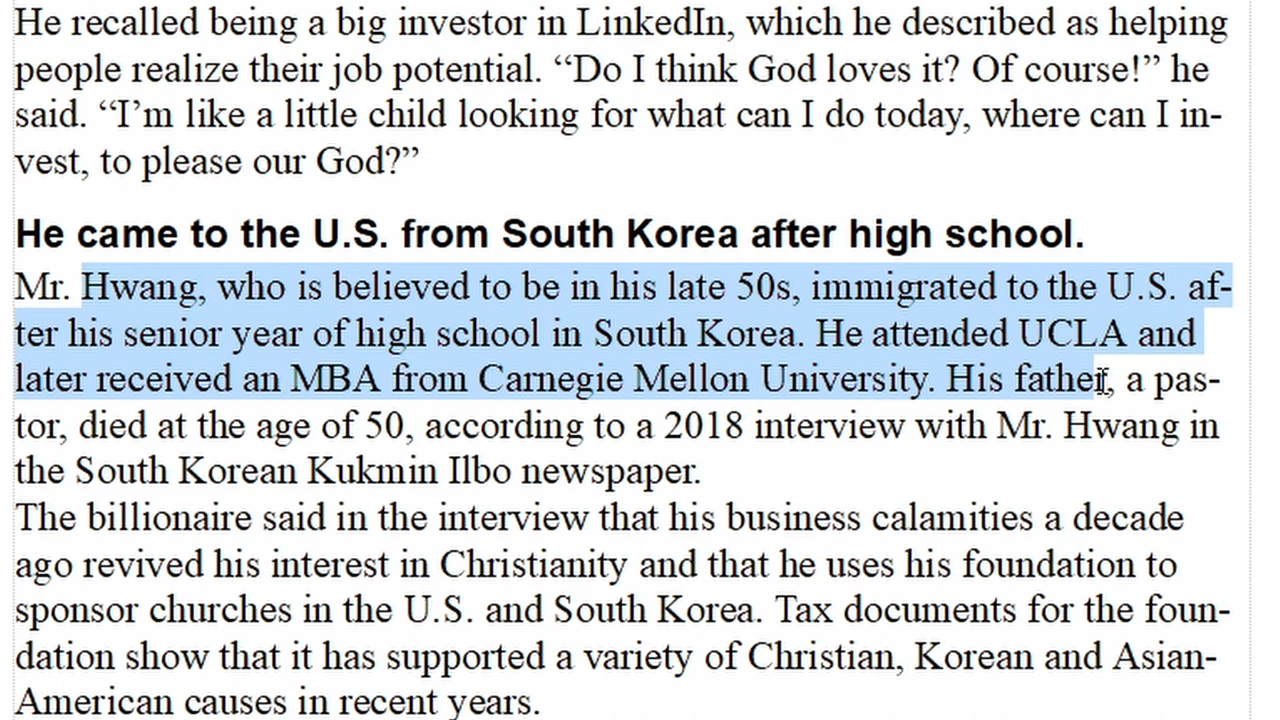 He recalled being a big investor in LinkedIn, which he described as helping
people realize their job potential. “Do I think God loves it? Of course!” he
said. “I’m like a little child looking for what can I do today, where can I in-
vest, to please our God?”
He came to the U.S. from South Korea after high school.
Mr. Hwang, who is believed to be in his late 50s, immigrated to the U.S. af-
ter his senior year of high school in South Korea. He attended UCLA and
later received an MBA from Carnegie Mellon University. His father, a pas-
tor, died at the age of 50, according to a 2018 interview with Mr. Hwang in
the South Korean Kukmin Ilbo newspaper.
The billionaire said in the interview that his business calamities a decade
ago revived his interest in Christianity and that he uses his foundation to
sponsor churches in the U.S. and South Korea. Tax documents for the foun-
dation show that it has supported a variety of Christian, Korean and Asian-
American causes in recent years.